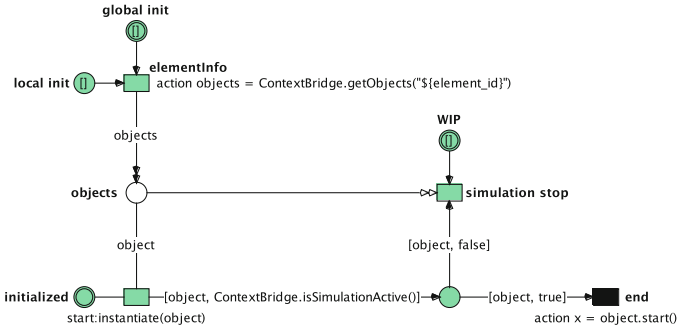 global init
[]
elementInfo
local init
[]
action objects = ContextBridge.getObjects("${element_id}")
objects
WIP
[]
objects
simulation stop
object
[object, false]
initialized
[object, ContextBridge.isSimulationActive()]
[object, true]
end
start:instantiate(object)
action x = object.start()